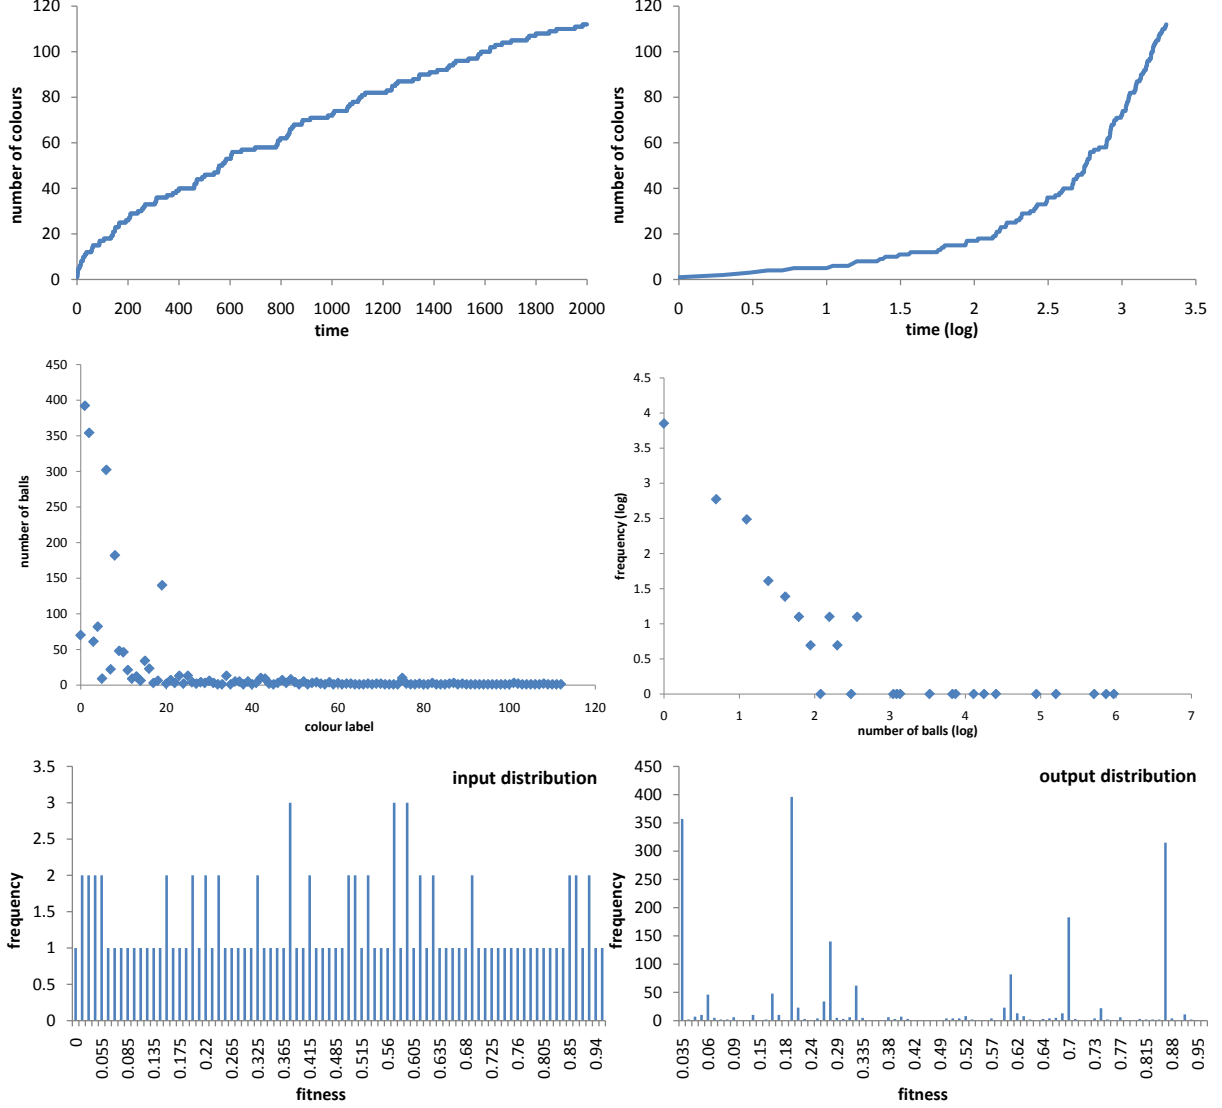 120
100
80
60
40
20
0
number of colours
0 200 400 600 800 1000 1200 1400 1600 1800 2000
time
120
100
80
60
40
20
0
number of colours
0 0.5 1 1.5 2 2.5 3 3.5
time (log)
450
400
350
300
250
200
150
100
50
0
number of balls
0 20 40 60 80 100 120
colour label
4.5
4
3.5
3
2.5
2
1.5
1
0.5
0
frequency (log)
0 1 2 3 4 5 6 7
number of balls (log)
input distribution
3.5
3
2.5
2
1.5
1
0.5
0
frequency
0 0.055 0.085 0.135 0.175 0.22 0.265 0.325 0.365 0.415 0.485 0.515 0.56 0.605 0.635 0.725 0.76 0.805 0.85 0.94
fitness
output distribution
450
400
350
300
250
200
150
100
50
0
frequency
0.035 0.06 0.09 0.15 0.18 0.24 0.29 0.335 0.38 0.42 0.49 0.52 0.57 0.62 0.64 0.7 0.73 0.77 0.815 0.88 0.95
fitness